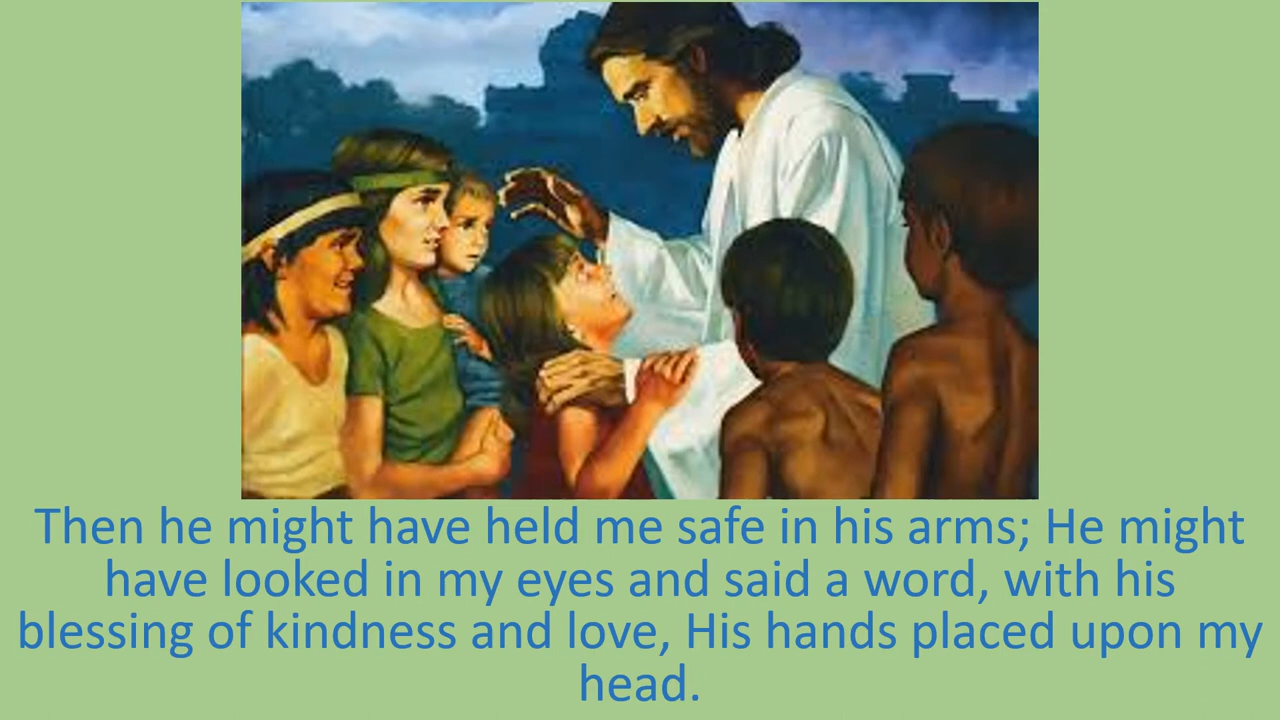 Then he might have held me safe in his arms; He might
have looked in my eyes and said a word, with his
blessing of kindness and love, His hands placed upon my
head.